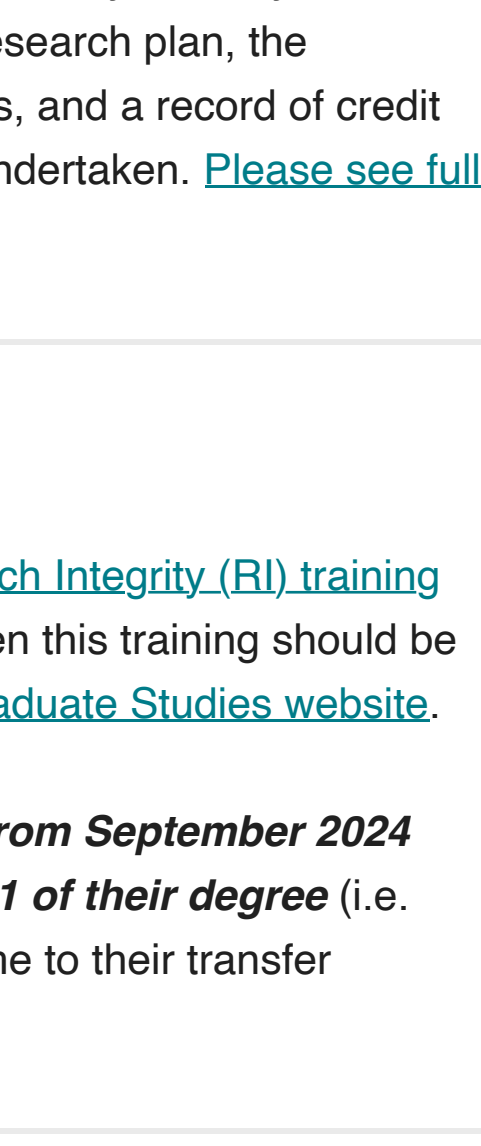 esearch plan, the
s, and a record of credit
ndertaken. Please see full
ch Integrity (RI) training
en this training should be
aduate Studies website.
rom September 2024
1 of their degree (i.e.
ne to their transfer